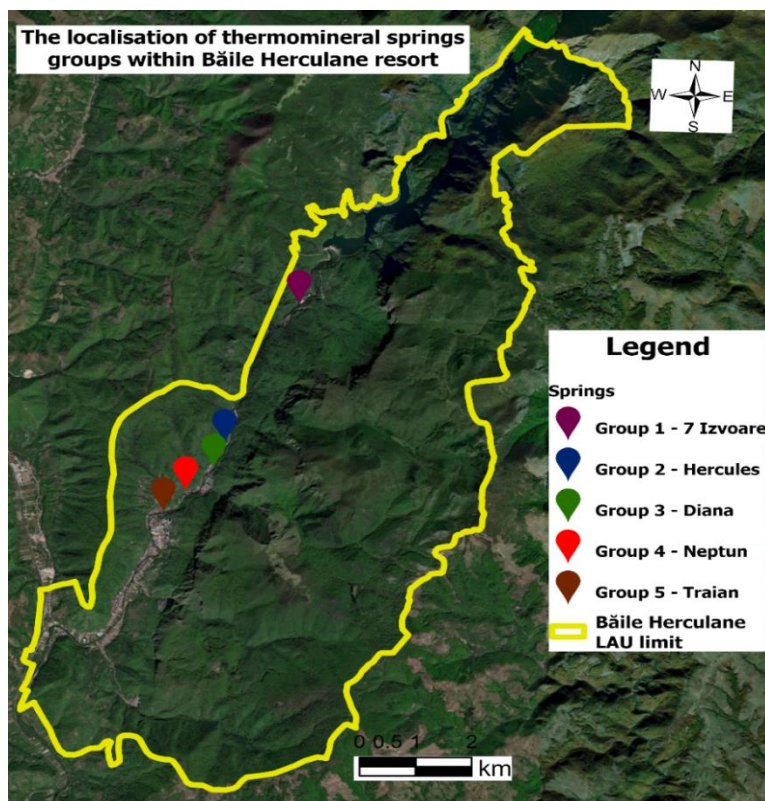 The localisation of thermomineral springs
groups within Băile Herculane resort
N
W E
S
Legend
Springs
Group 1 - 7 Izvoare
Group 2 - Hercules
Group 3 - Diana
Group 4 - Neptun
Group 5 - Traian
Băile Herculane
LAU limit
0 0.5 1 2
km